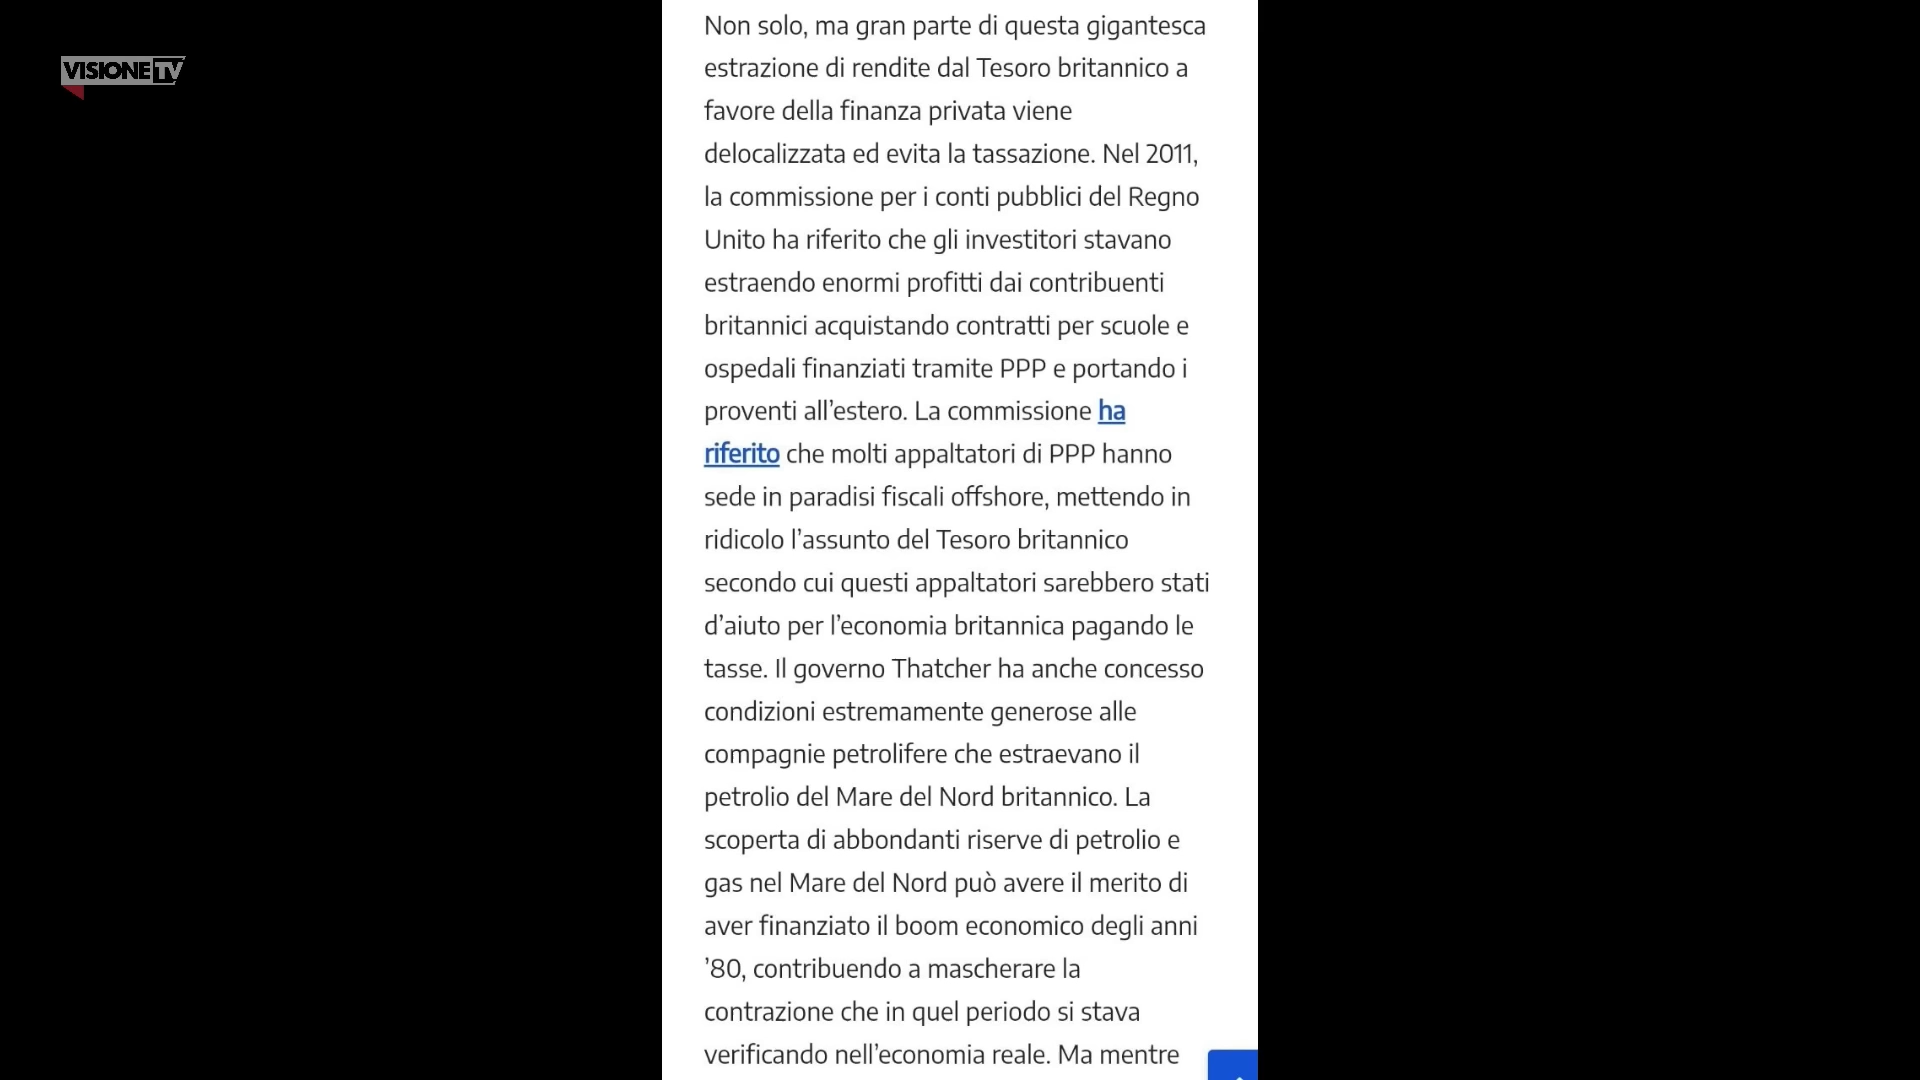 VISIONE TV
Non solo, ma gran parte di questa gigantesca
estrazione di rendite dal Tesoro britannico a
favore della finanza privata viene
delocalizzata ed evita la tassazione. Nel 2011,
la commissione per i conti pubblici del Regno
Unito ha riferito che gli investitori stavano
estraendo enormi profitti dai contribuenti
britannici acquistando contratti per scuole e
ospedali finanziati tramite PPP e portando i
proventi all’estero. La commissione ha
riferito che molti appaltatori di PPP hanno
sede in paradisi fiscali offshore, mettendo in
ridicolo l’assunto del Tesoro britannico
secondo cui questi appaltatori sarebbero stati
d’aiuto per l’economia britannica pagando le
tasse. Il governo Thatcher ha anche concesso
condizioni estremamente generose alle
compagnie petrolifere che estraevano il
petrolio del Mare del Nord britannico. La
scoperta di abbondanti riserve di petrolio e
gas nel Mare del Nord può avere il merito di
aver finanziato il boom economico degli anni
’80, contribuendo a mascherare la
contrazione che in quel periodo si stava
verificando nell’economia reale. Ma mentre